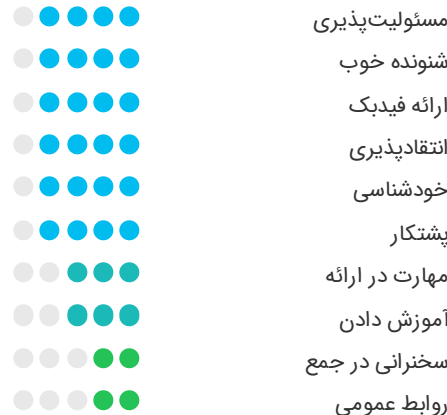 مسئولیت‌پذیری
شنونده خوب
ارائه فیدبک
انتقادپذیری
خودشناسی
پشتکار
مهارت در ارائه
آموزش دادن
سخنرانی در جمع
روابط عمومی